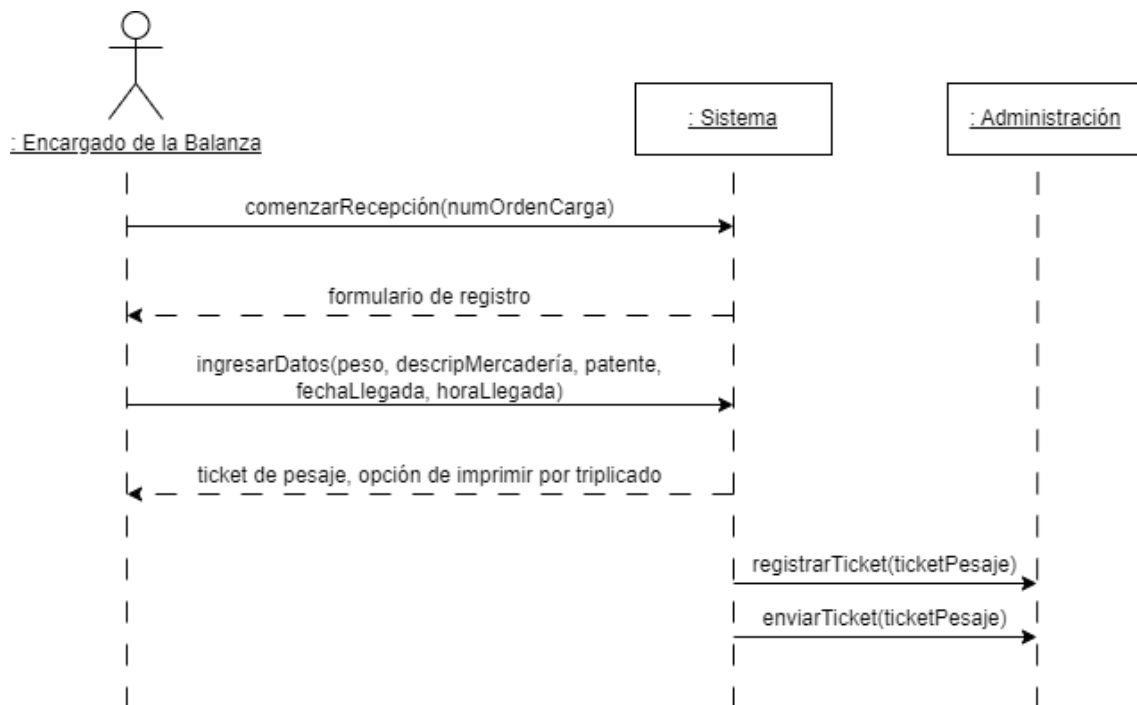 : Encargado de la Balanza
: Sistema
: Administración
comenzarRecepción(numOrdenCarga)
formulario de registro
ingresarDatos(peso, descripMercadería, patente,
fechaLlegada, horaLlegada)
ticket de pesaje, opción de imprimir por triplicado
registrarTicket(ticketPesaje)
enviarTicket(ticketPesaje)